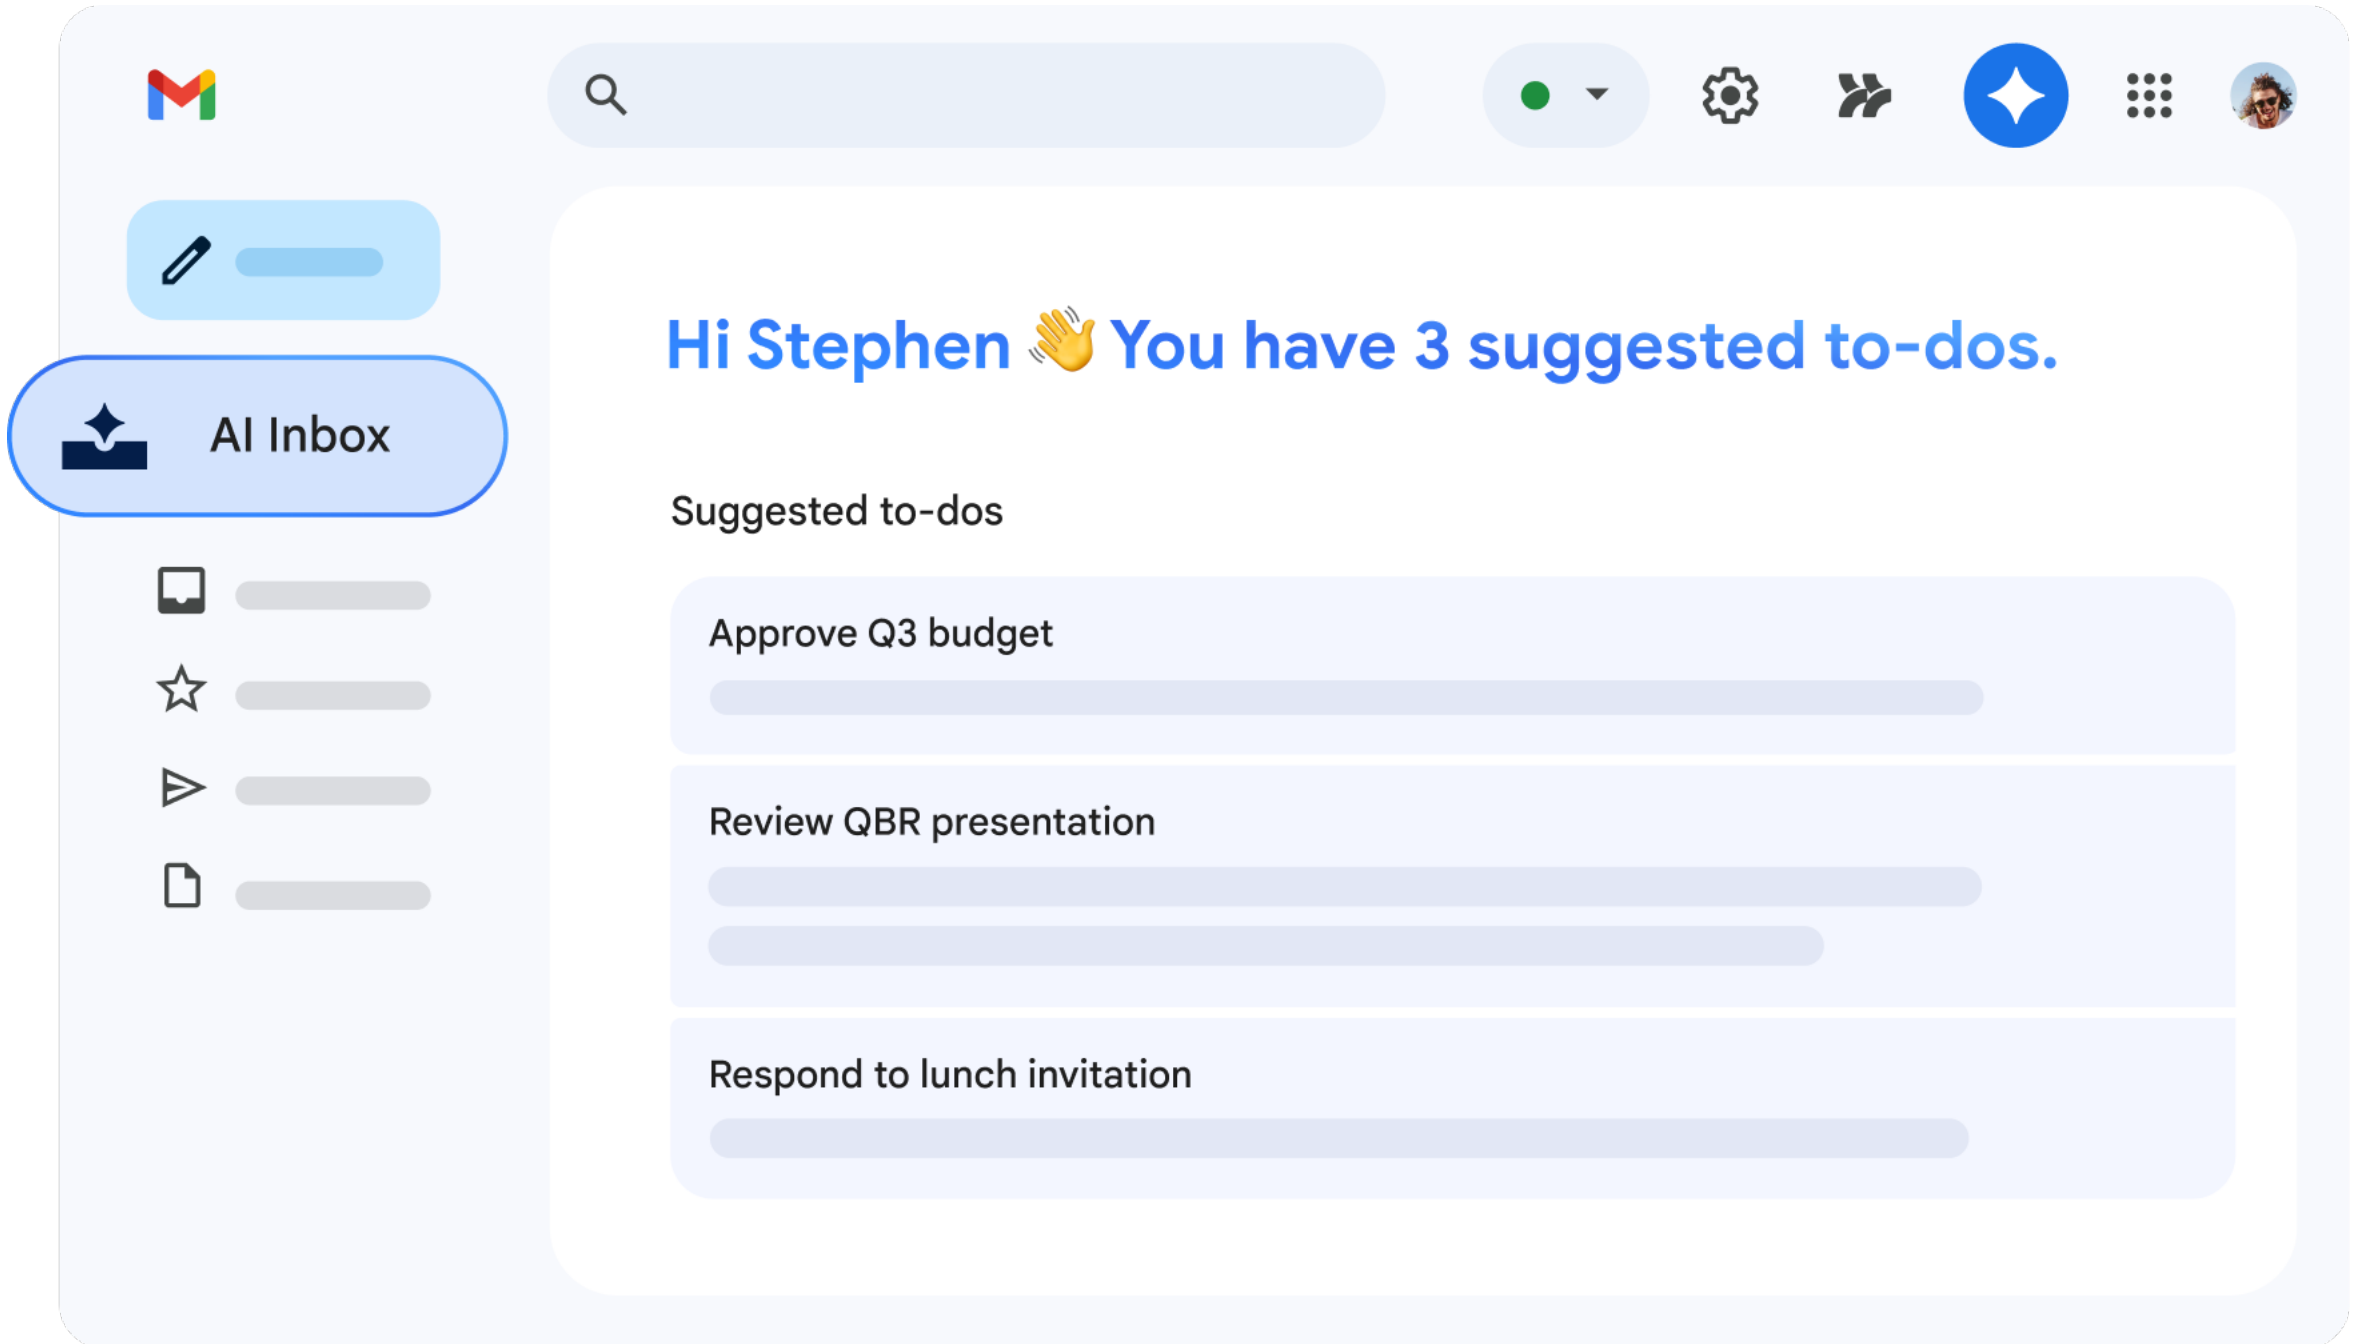 Hi Stephen 👋 You have 3 suggested to-dos.
AI Inbox
Suggested to-dos
Approve Q3 budget
Review QBR presentation
Respond to lunch invitation